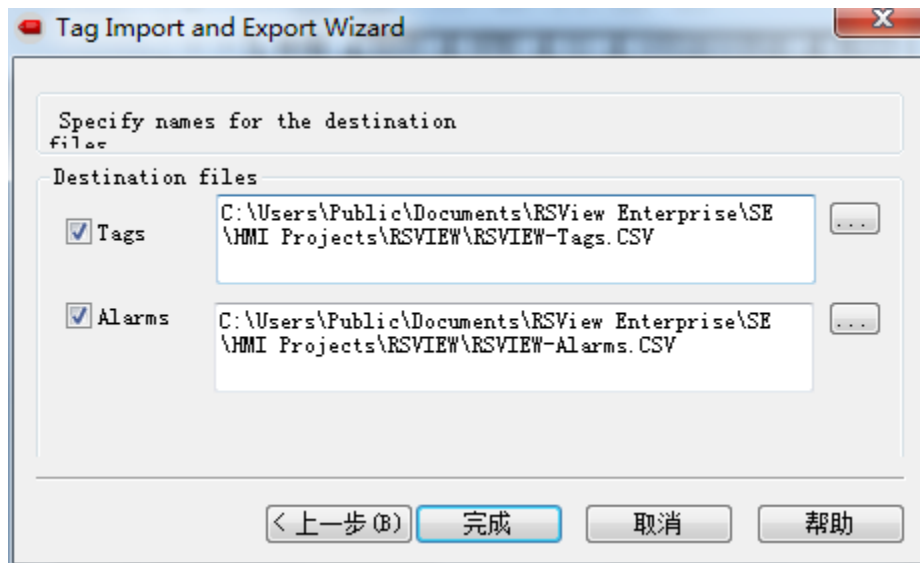 Tag Import and Export Wizard
Specify names for the destination
files
Destination files
Tags
C:\Users\Public\Documents\RSView Enterprise\SE
\HMI Projects\RSVIEW\RSVIEW-Tags.CSV
...
Alarms
C:\Users\Public\Documents\RSView Enterprise\SE
\HMI Projects\RSVIEW\RSVIEW-Alarms.CSV
...
< 上一步(B)
完成
取消
帮助